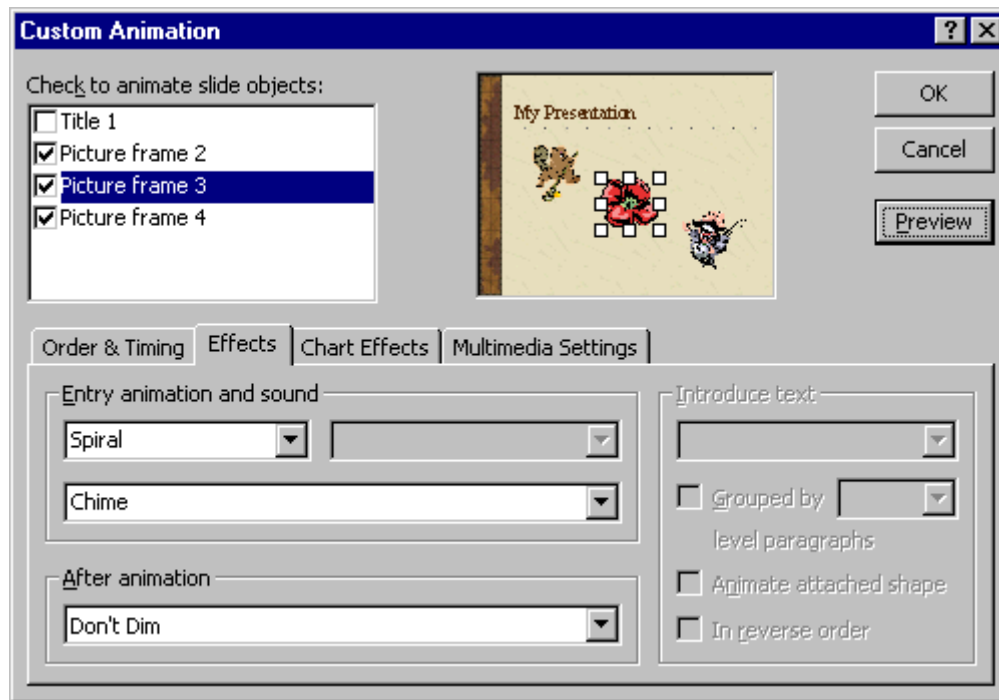 Custom Animation
Check to animate slide objects:
Title 1
Picture frame 2
Picture frame 3
Picture frame 4
My Presentation
OK
Cancel
Preview
Order & Timing Effects Chart Effects Multimedia Settings
Entry animation and sound
Spiral
Chime
After animation
Don't Dim
Introduce text
Grouped by
level paragraphs
Animate attached shape
In reverse order